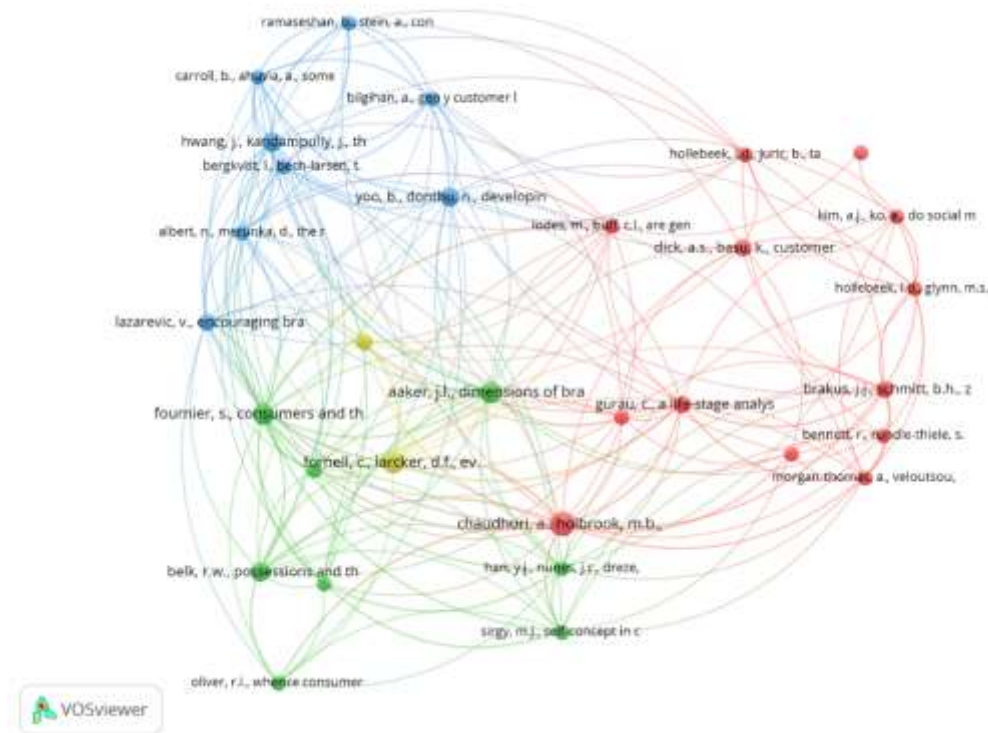 ramaseshan, b., stein, a., con
carroll, b., ahuvia, a., some
bilgihan, a., gen y customer l
hwang, j., kandampully, j., th
bergkvist, l., bech-larsen, t.
hollebeek, l.d., juric, b., ta
yoo, b., donthu, n., developin
kim, a.j., ko, e., do social m
lodes, m., buff, c.l., are gen
albert, n., merunka, d., the r
dick, a.s., basu, k., customer
hollebeek, l.d., glynn, m.s.
lazarevic, v., encouraging bra
aaker, j.l., dimensions of bra
brakus, j.j., schmitt, b.h., z
gurau, c., a life-stage analys
fournier, s., consumers and th
bennett, r., rundle-thiele, s.
fornell, c., larcker, d.f., ev...
morgan-thomas, a., veloutsou,
chaudhuri, a., holbrook, m.b.,
han, y.j., nunes, j.c., dreze,
belk, r.w., possessions and th
sirgy, m.j., self-concept in c
oliver, r.l., whence consumer
VOSviewer